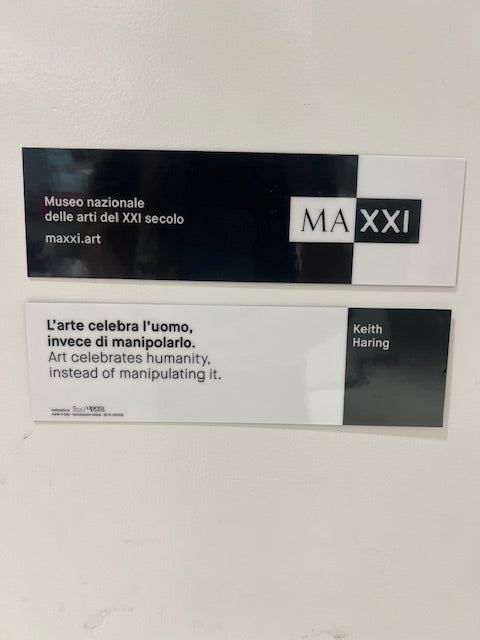 Museo nazionale
delle arti del XXI secolo
maxxi.art
MAXXI
L'arte celebra l'uomo,
invece di manipolarlo.
Art celebrates humanity,
instead of manipulating it.
Keith
Haring